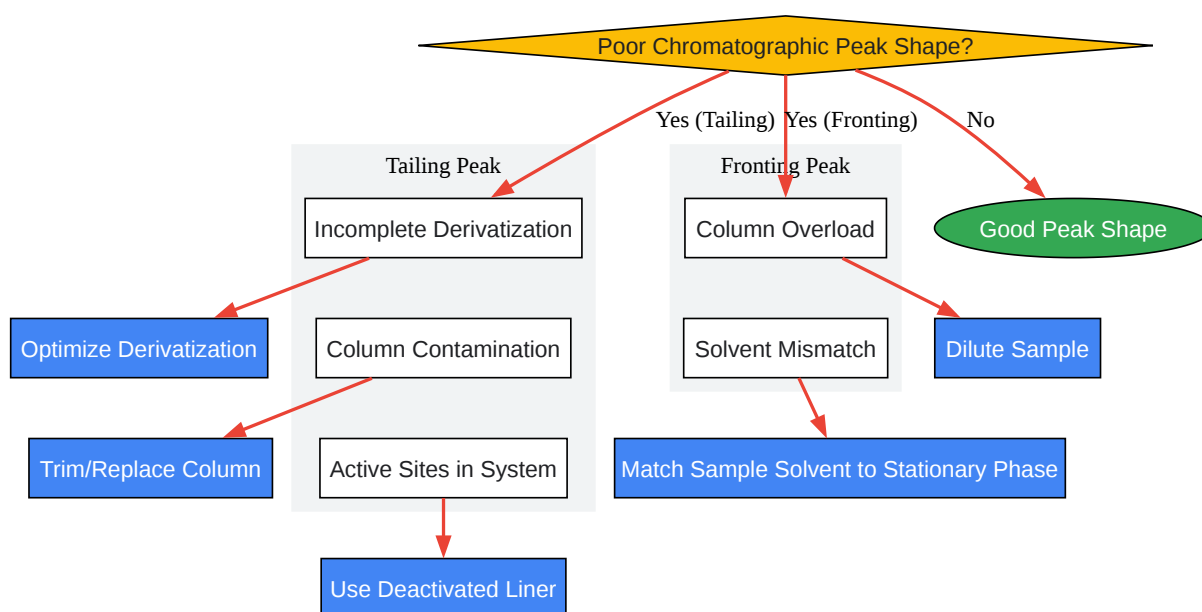 Poor Chromatographic Peak Shape?
Yes (Tailing)
Yes (Fronting)
No
Tailing Peak
Fronting Peak
Incomplete Derivatization
Column Overload
Good Peak Shape
Optimize Derivatization
Column Contamination
Solvent Mismatch
Dilute Sample
Trim/Replace Column
Active Sites in System
Match Sample Solvent to Stationary Phase
Use Deactivated Liner